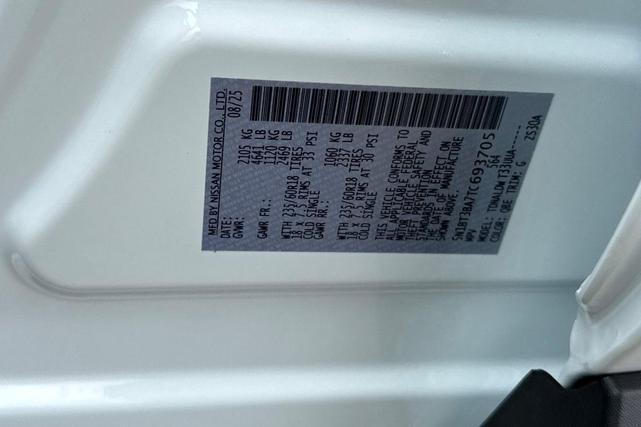 MFD.BY NISSAN MOTOR CO., LTD.
DATE: 08/25
GVWR: 2105 KG
4641 LB
GAWR FR.: 1120 KG
2469 LB
WITH 235/60R18 TIRES
18 X 7.5 RIMS AT 33 PSI
COLD SINGLE
GAWR RR.: 1060 KG
2337 LB
WITH 235/60R18 TIRES
18 X 7.5 RIMS AT 30 PSI
COLD SINGLE
THIS VEHICLE CONFORMS TO
ALL APPLICABLE FEDERAL
MOTOR VEHICLE SAFETY AND
THEFT PREVENTION
STANDARDS IN EFFECT ON
THE DATE OF MANUFACTURE
SHOWN ABOVE.
5N1BT3BA7TC693705
MPV 764
MODEL:
COLOR: QBE TRIM: G ZS30A